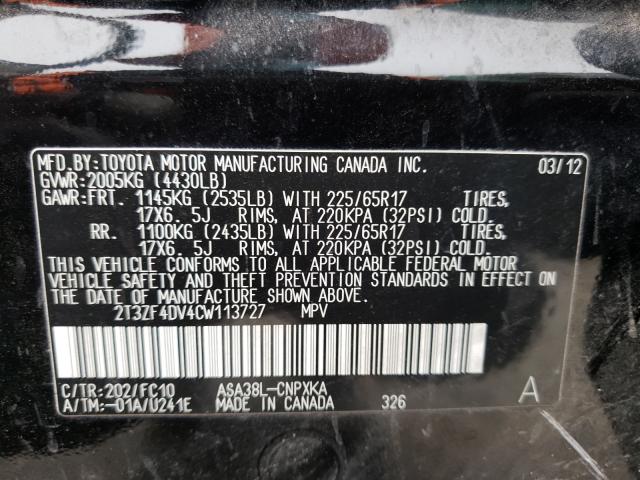 MFD.BY:TOYOTA MOTOR MANUFACTURING CANADA INC. 03/12
GVWR:2005KG (4430LB)
GAWR:FRT. 1145KG (2535LB) WITH 225/65R17 TIRES,
17X6. 5J RIMS, AT 220KPA (32PSI) COLD.
RR. 1100KG (2435LB) WITH 225/65R17 TIRES,
17X6. 5J RIMS, AT 220KPA (32PSI) COLD.
THIS VEHICLE CONFORMS TO ALL APPLICABLE FEDERAL MOTOR
VEHICLE SAFETY AND THEFT PREVENTION STANDARDS IN EFFECT ON
THE DATE OF MANUFACTURE SHOWN ABOVE.
2T3ZF4DV4CW113727 MPV
C/TR:202/FC10 ASA38L-CNPXKA
A/TM:-01A/U241E MADE IN CANADA 326 A